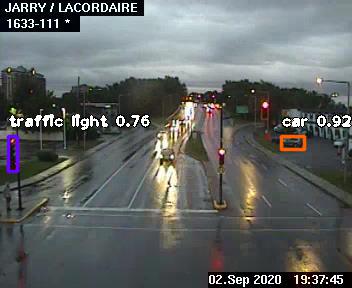 JARRY / LACORDAIRE
1633-111 *
traffic light 0.76
car 0.92
02.Sep 2020 19:37:45